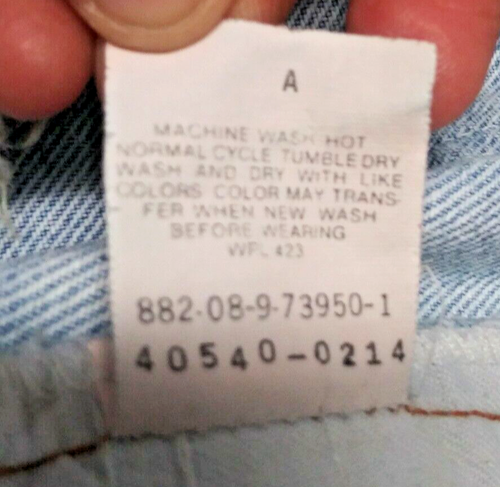 A
MACHINE WASH HOT
NORMAL CYCLE TUMBLE DRY
WASH AND DRY WITH LIKE
COLORS COLOR MAY TRANS-
FER WHEN NEW WASH
BEFORE WEARING
WPL 423
882-08-9-73950-1
40540-0214